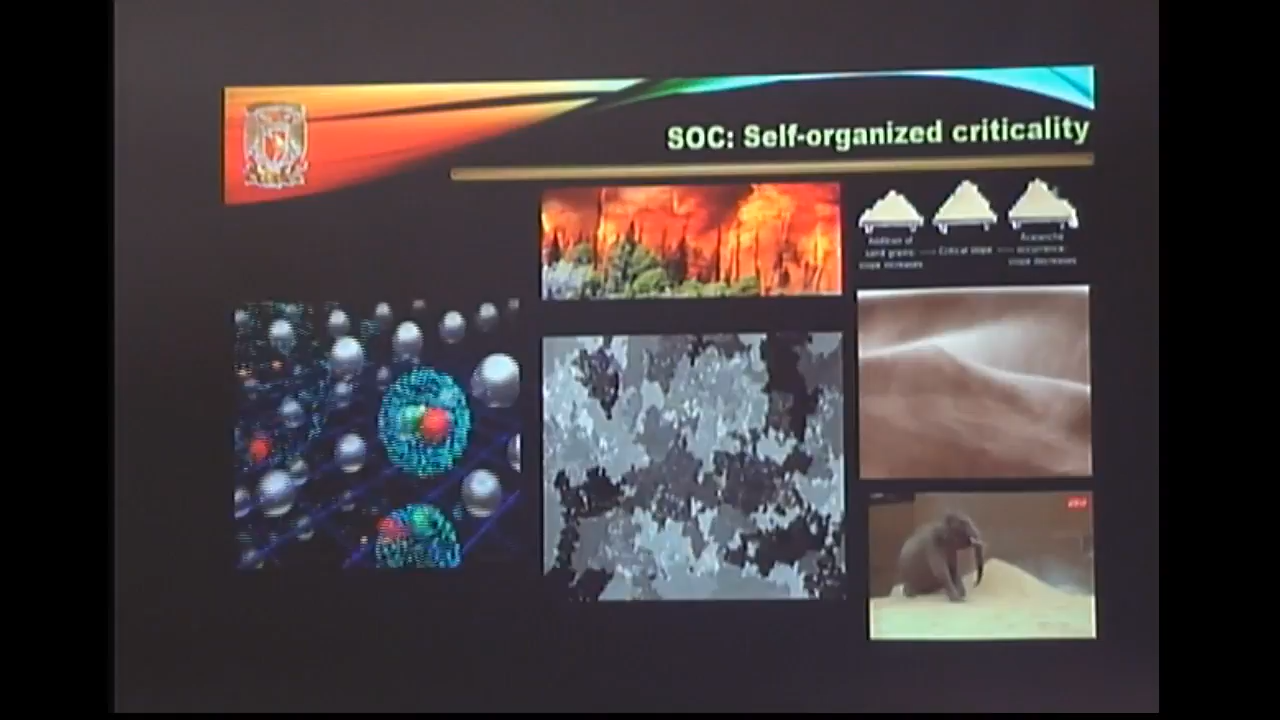 SOC: Self-organized criticality
Addition of
sand grains:
slope increases
Critical slope
Avalanche
occurrence:
slope decreases